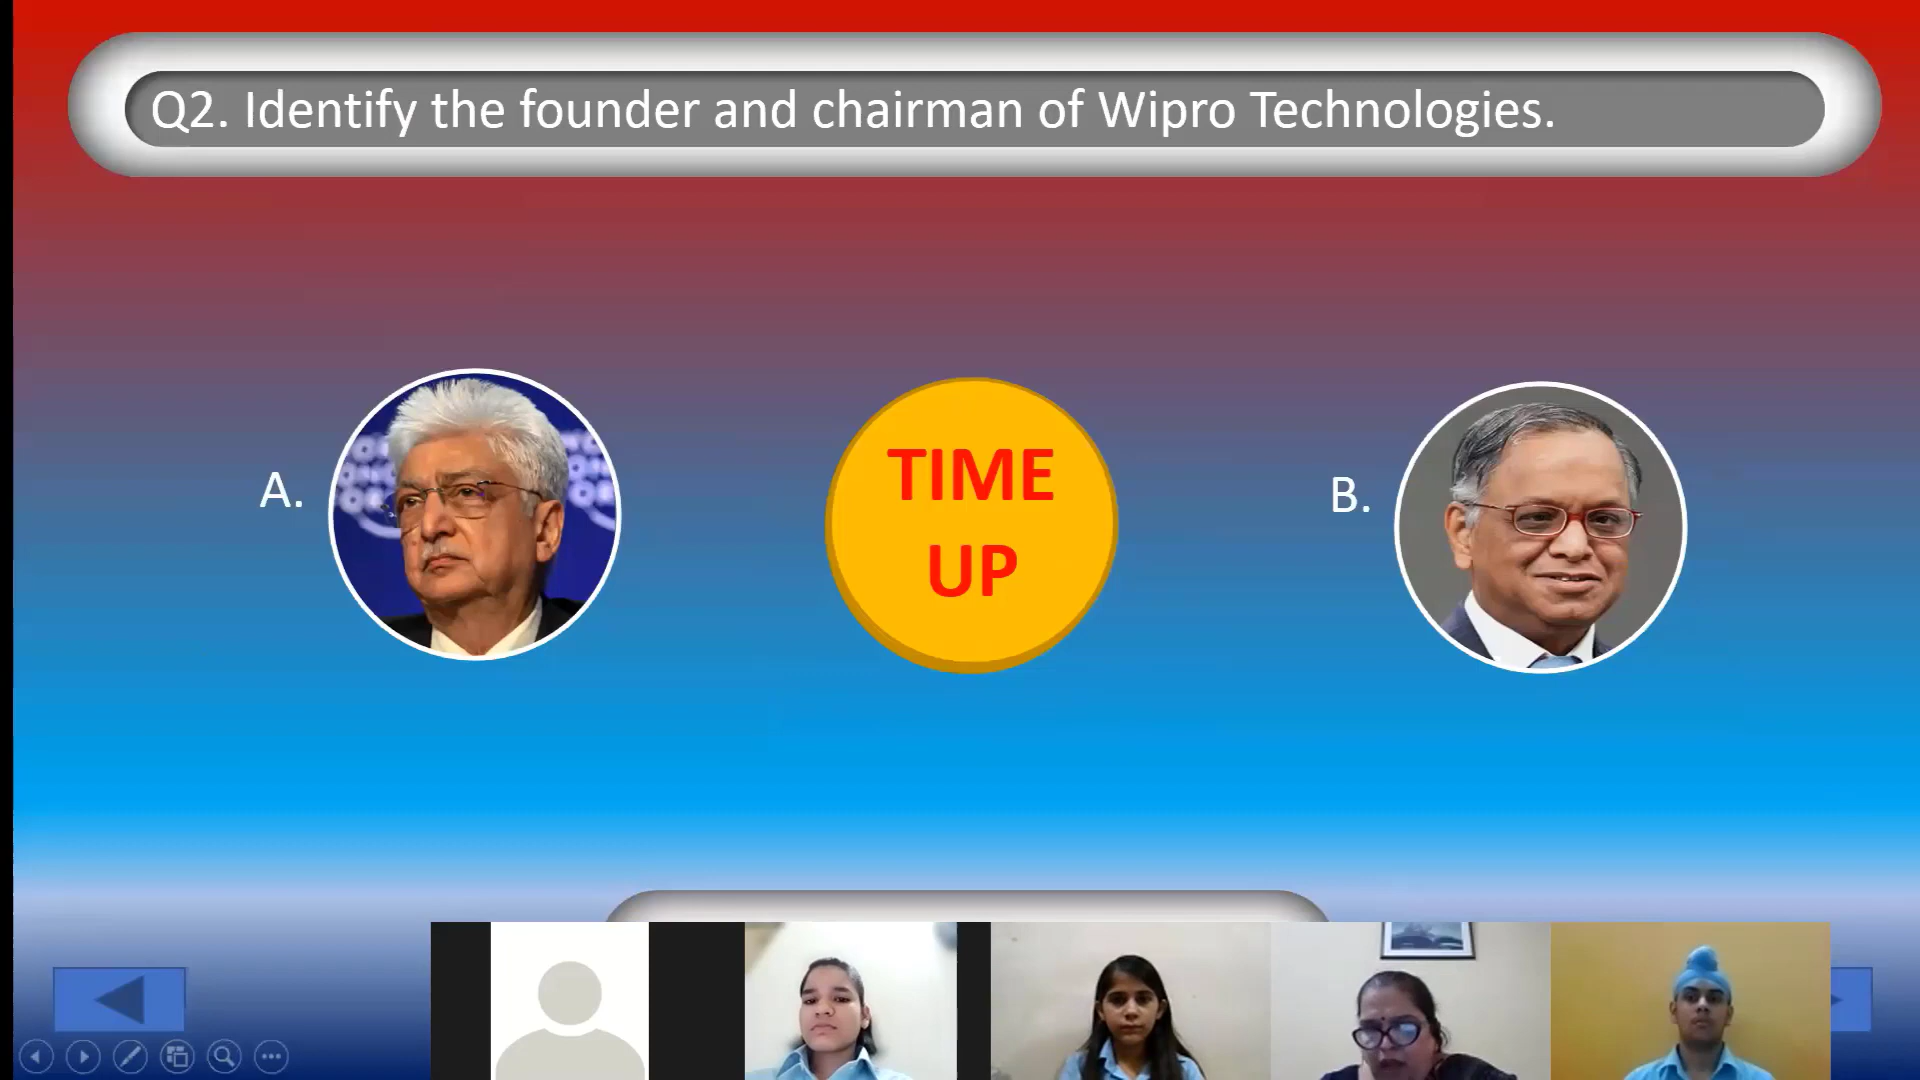 Q2. Identify the founder and chairman of Wipro Technologies.
A.
TIME
UP
B.